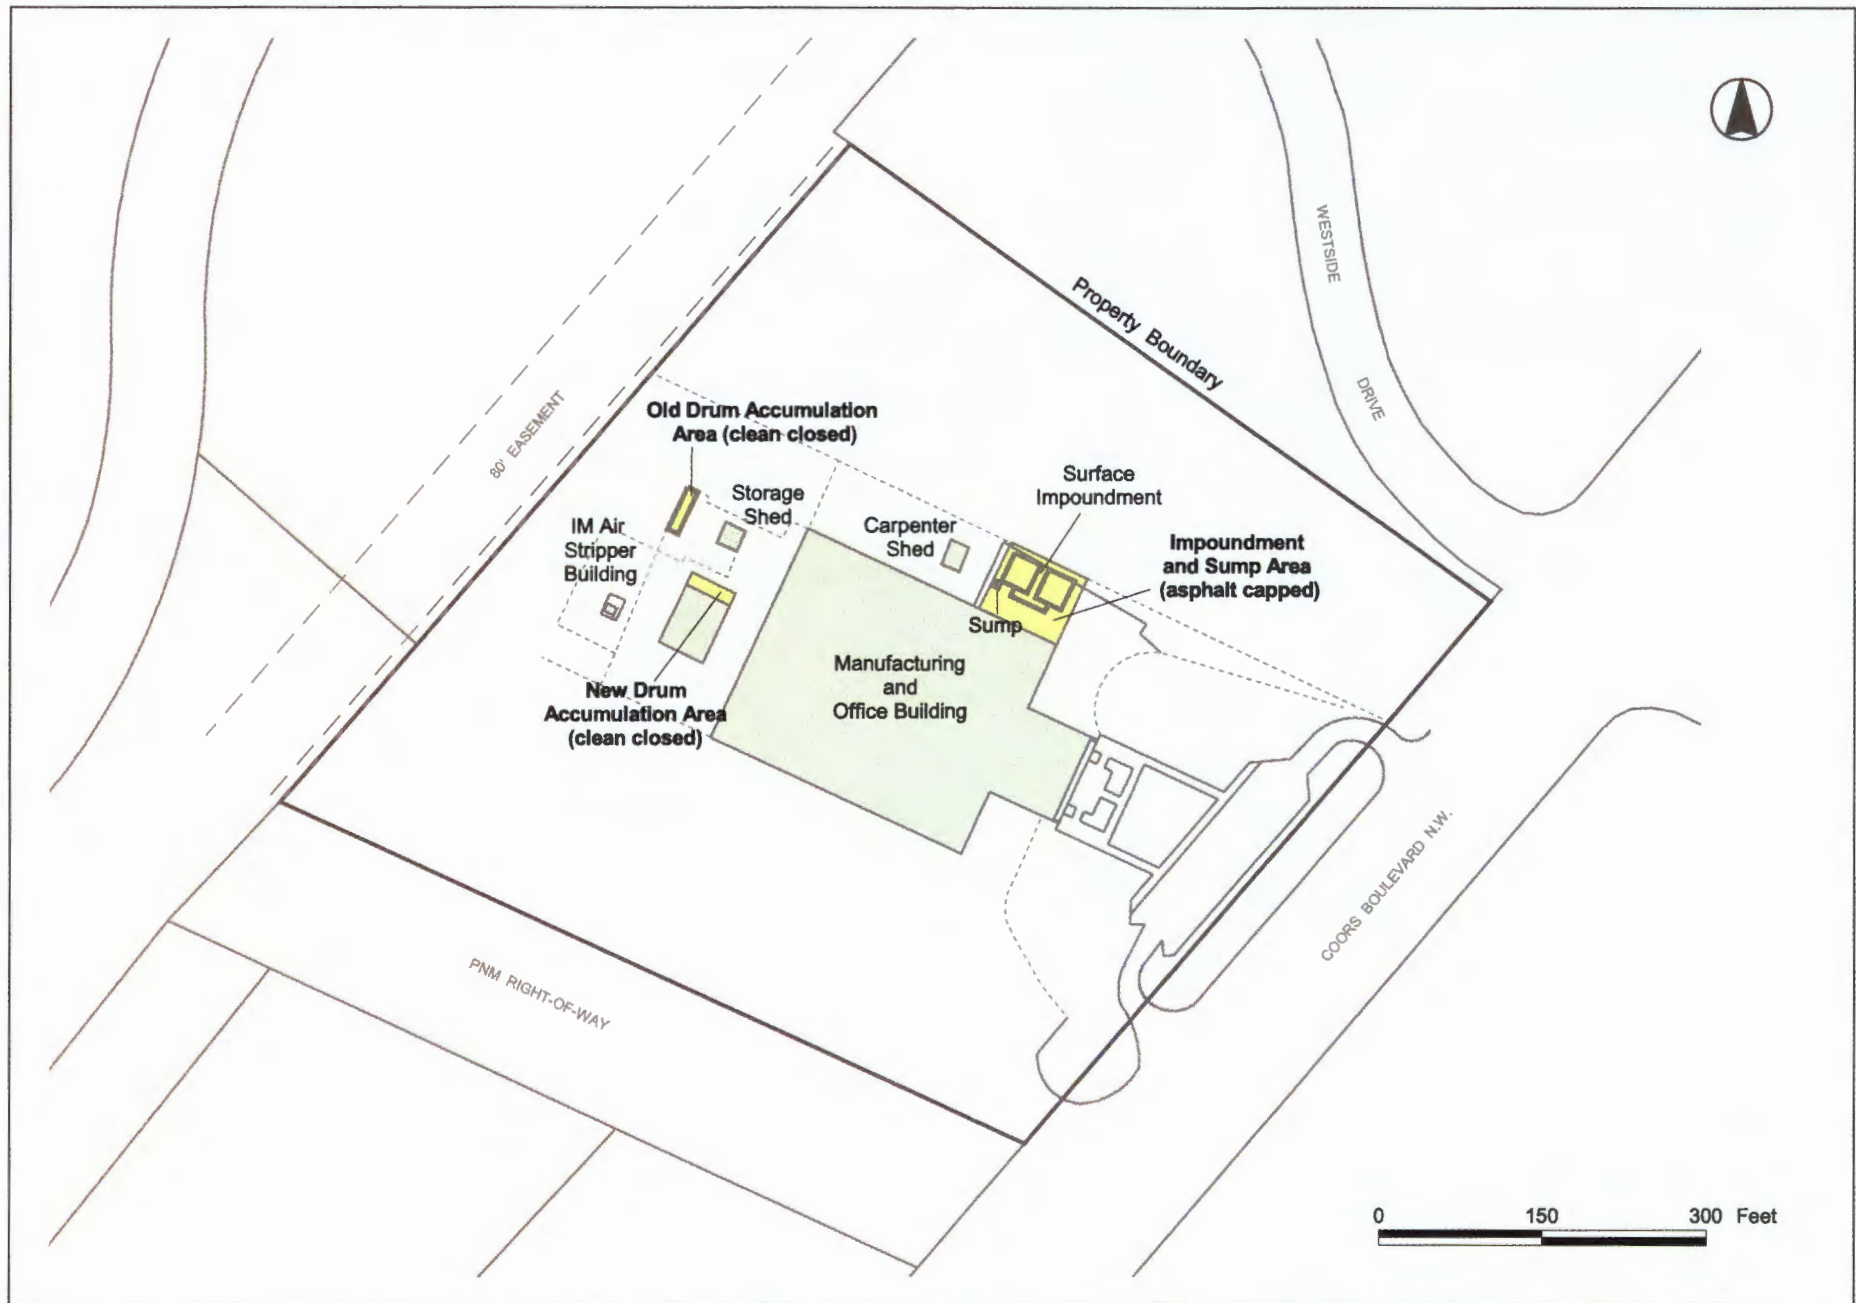 WESTSIDE
DRIVE
Property Boundary
80' EASEMENT
Old Drum Accumulation
Area (clean closed)
Storage
Shed
IM Air
Stripper
Building
Carpenter
Shed
Surface
Impoundment
Impoundment
and Sump Area
(asphalt capped)
Sump
Manufacturing
and
Office Building
New Drum
Accumulation Area
(clean closed)
COORS BOULEVARD N.W.
PNM RIGHT-OF-WAY
0 150 300 Feet